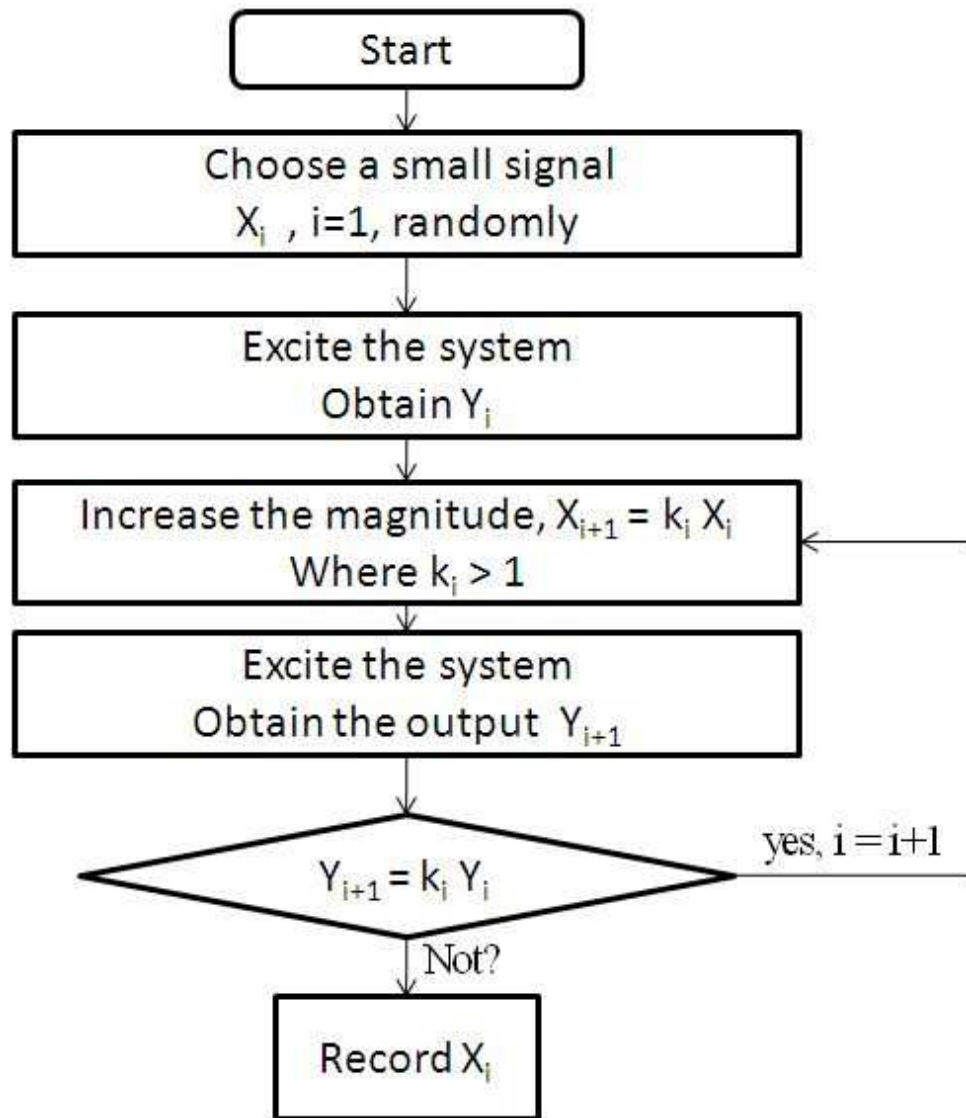 Start
Choose a small signal
Xᵢ , i=1, randomly
Excite the system
Obtain Yᵢ
Increase the magnitude, Xᵢ₊₁ = kᵢ Xᵢ
Where kᵢ > 1
Excite the system
Obtain the output Yᵢ₊₁
Yᵢ₊₁ = kᵢ Yᵢ
yes, i = i+1
Not?
Record Xᵢ